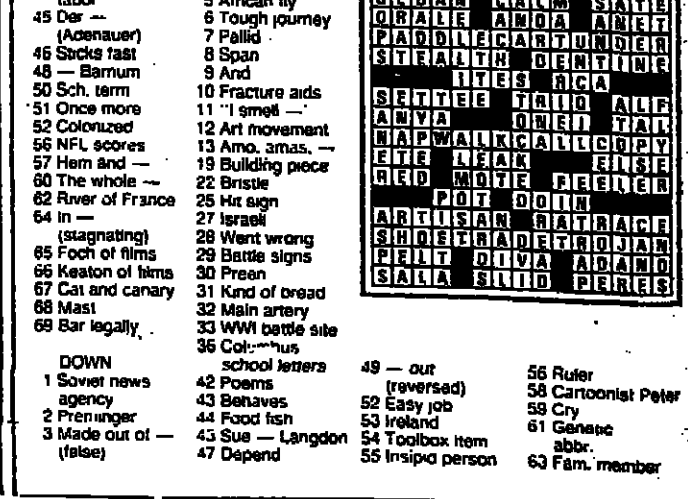 45 Der —
(Adenauer)
46 Sticks fast
48 — Barnum
50 Sch. term
51 Once more
52 Colonized
56 NFL scores
57 Hem and —
60 The whole —
62 River of France
64 In —
(stagnating)
65 Foch of films
66 Keaton of films
67 Cat and canary
68 Mast
69 Bar legally
DOWN
1 Soviet news
agency
2 Preminger
3 Made out of —
(false)
6 Tough journey
7 Pallid
8 Span
9 And
10 Fracture aids
11 "I smell —"
12 Art movement
13 Amo, amas, —
19 Building piece
22 Bristle
25 Hit sign
27 Israeli
28 Went wrong
29 Battle signs
30 Preen
31 Kind of bread
32 Main artery
33 WWI battle site
36 Columbus
school letters
42 Poems
43 Behaves
44 Food fish
45 Sue — Langdon
47 Depend
49 — out
(reversed)
52 Easy job
53 Ireland
54 Toolbox item
55 Insipid person
56 Ruler
58 Cartoonist Peter
59 Cry
61 Genetic
abbr.
63 Fam. member
ORALE ANOA ANET
PADDLECARTUNDER
STEALTH DENTINE
ITES RCA
SETTEE TRIO ALF
ANYA ONEI TAL
NAPWALKCALLCOPY
ETE LEAK ELSE
RED MOTE FEELER
POT DOIN
ARTISAN RATRACE
SHOETRADETROJAN
PELT DIVA ADANO
SALA SLID PERES